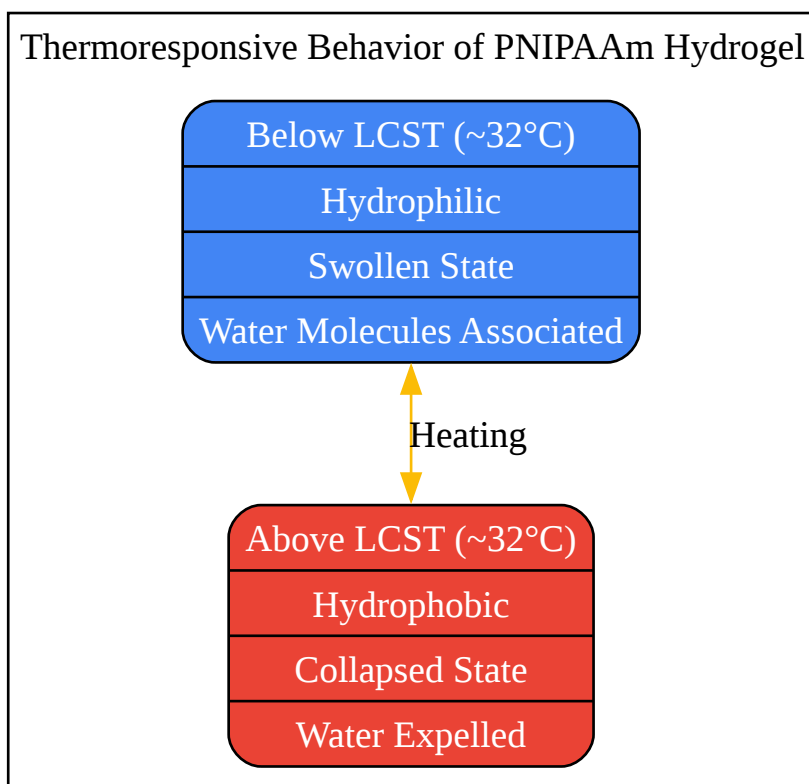 Thermoresponsive Behavior of PNIPAAm Hydrogel
Below LCST (~32°C)
Hydrophilic
Swollen State
Water Molecules Associated
Heating
Above LCST (~32°C)
Hydrophobic
Collapsed State
Water Expelled